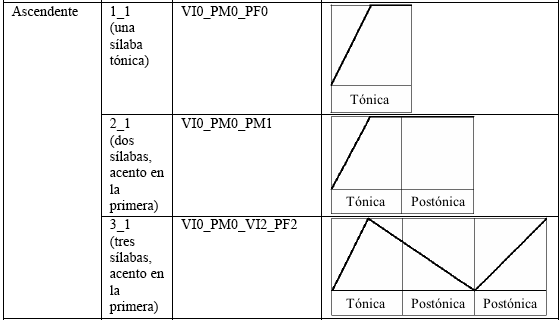 Ascendente
1_1
(una
sílaba
tónica)
VI0_PM0_PF0
Tónica
2_1
(dos
sílabas,
acento en
la
primera)
VI0_PM0_PM1
Tónica Postónica
3_1
(tres
sílabas,
acento en
la
primera)
VI0_PM0_VI2_PF2
Tónica Postónica Postónica